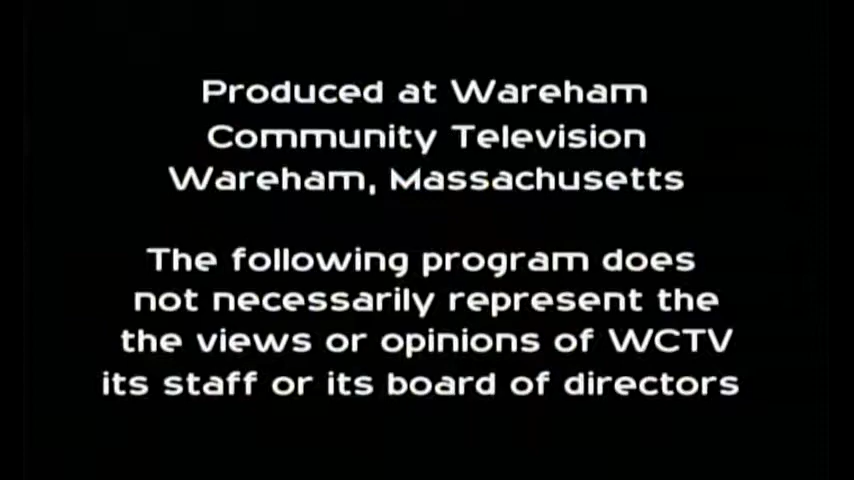 Produced at Wareham
Community Television
Wareham, Massachusetts
The following program does
not necessarily represent the
the views or opinions of WCTV
its staff or its board of directors